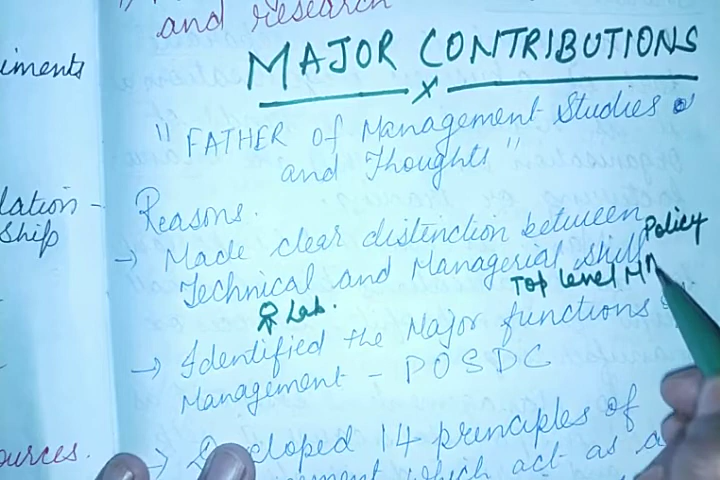 and research
MAJOR CONTRIBUTIONS
iments
"FATHER of Management Studies
and Thoughts"
lation -
ship
Reasons.
→ Made clear distinction between
Technical and Managerial skill
Policy
Top level
Lab.
→ Identified the Major functions
Management - POSDC
→ Developed 14 principles of
which act as a
ources.